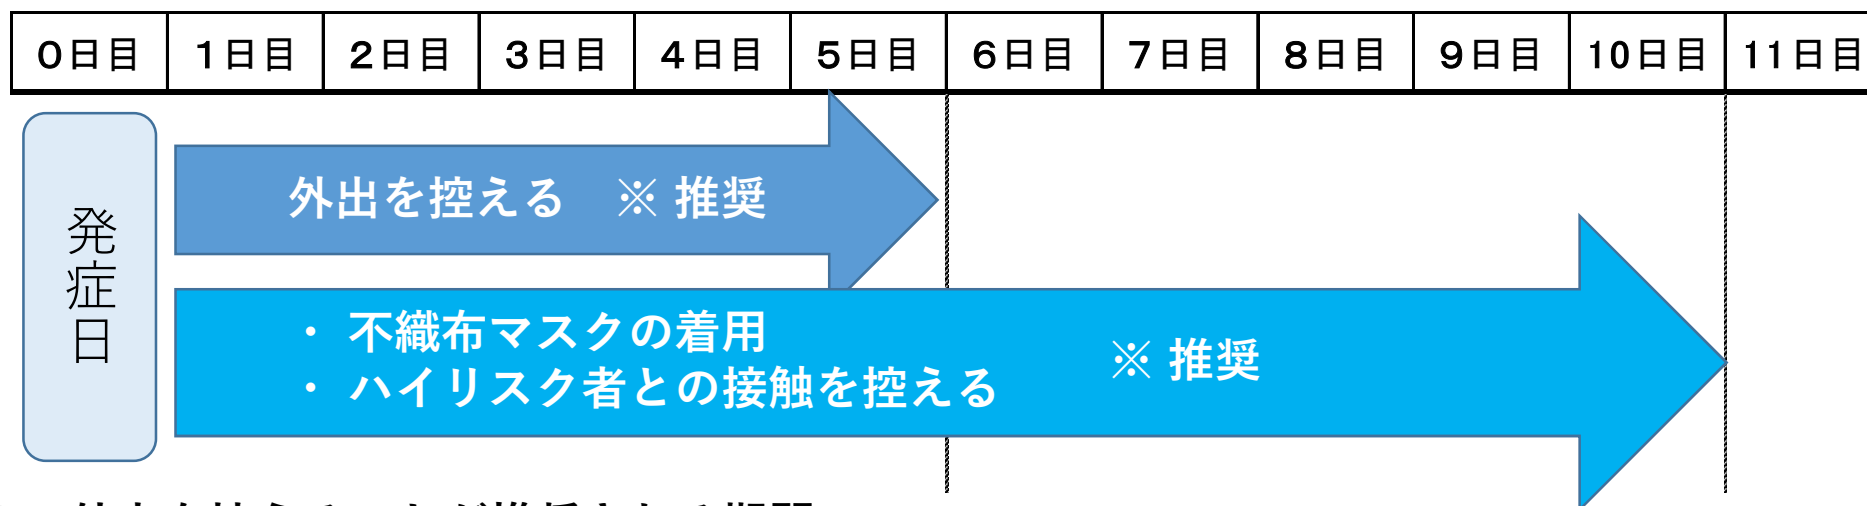 ０日目 １日目 ２日目 ３日目 ４日目 ５日目 ６日目 ７日目 ８日目 ９日目 10日目 11日目
発症日
外出を控える　※ 推奨
・ 不織布マスクの着用
・ ハイリスク者との接触を控える
※ 推奨